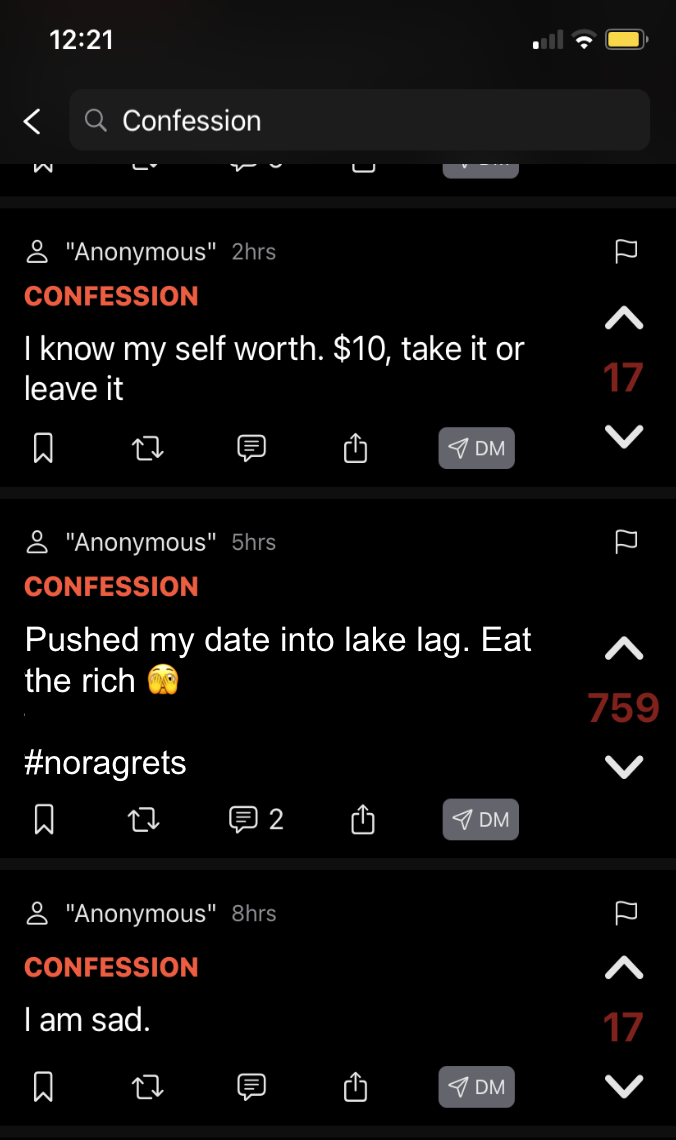 12:21
Confession
"Anonymous" 2hrs
CONFESSION
I know my self worth. $10, take it or
leave it
17
DM
"Anonymous" 5hrs
CONFESSION
Pushed my date into lake lag. Eat
the rich 🫣
#noragrets
759
2
DM
"Anonymous" 8hrs
CONFESSION
I am sad.
17
DM